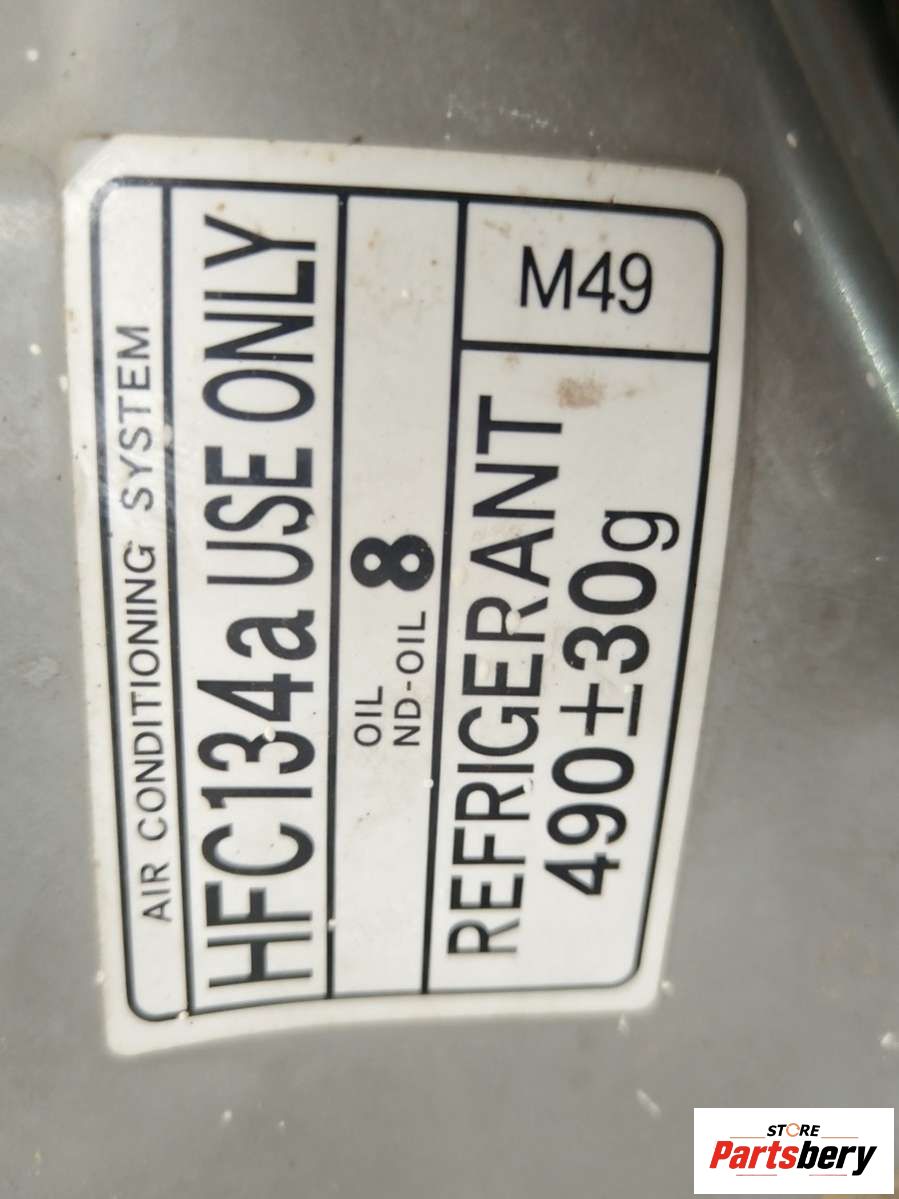 AIR CONDITIONING SYSTEM
HFC134a USE ONLY
OIL
ND-OIL 8
REFRIGERANT
490±30g
M49
STORE
Partsbery